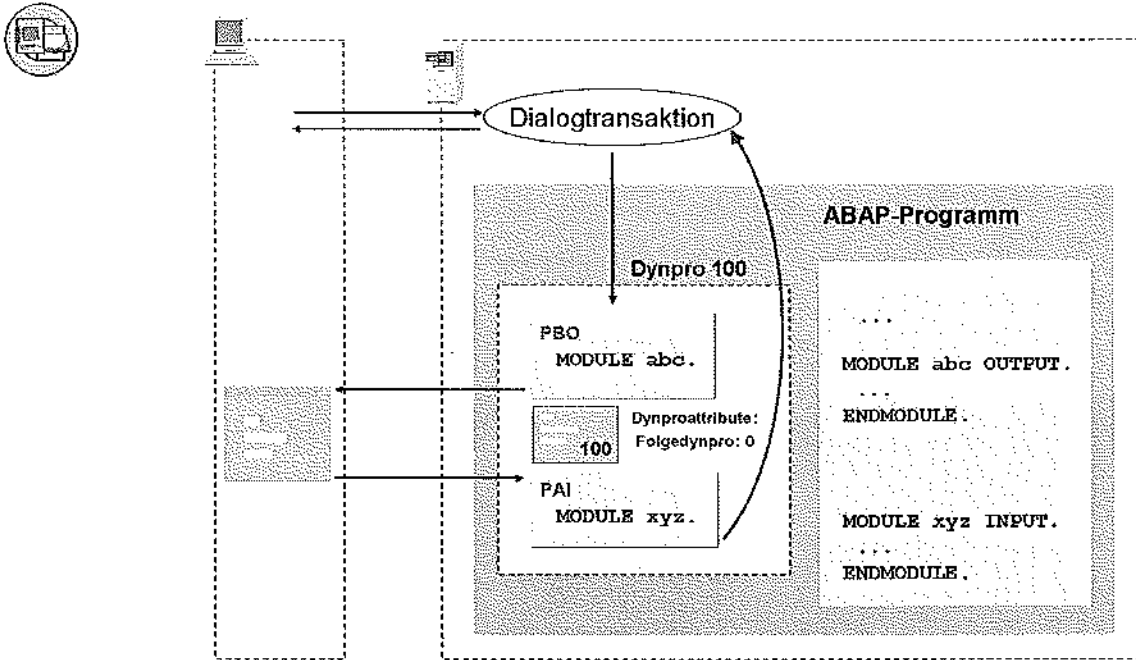 Dialogtransaktion
ABAP-Programm
Dynpro 100
PBO
MODULE abc.
Dynproattribute:
Folgedynpro: 0
100
PAI
MODULE xyz.
...
MODULE abc OUTPUT.
...
ENDMODULE.
MODULE xyz INPUT.
...
ENDMODULE.